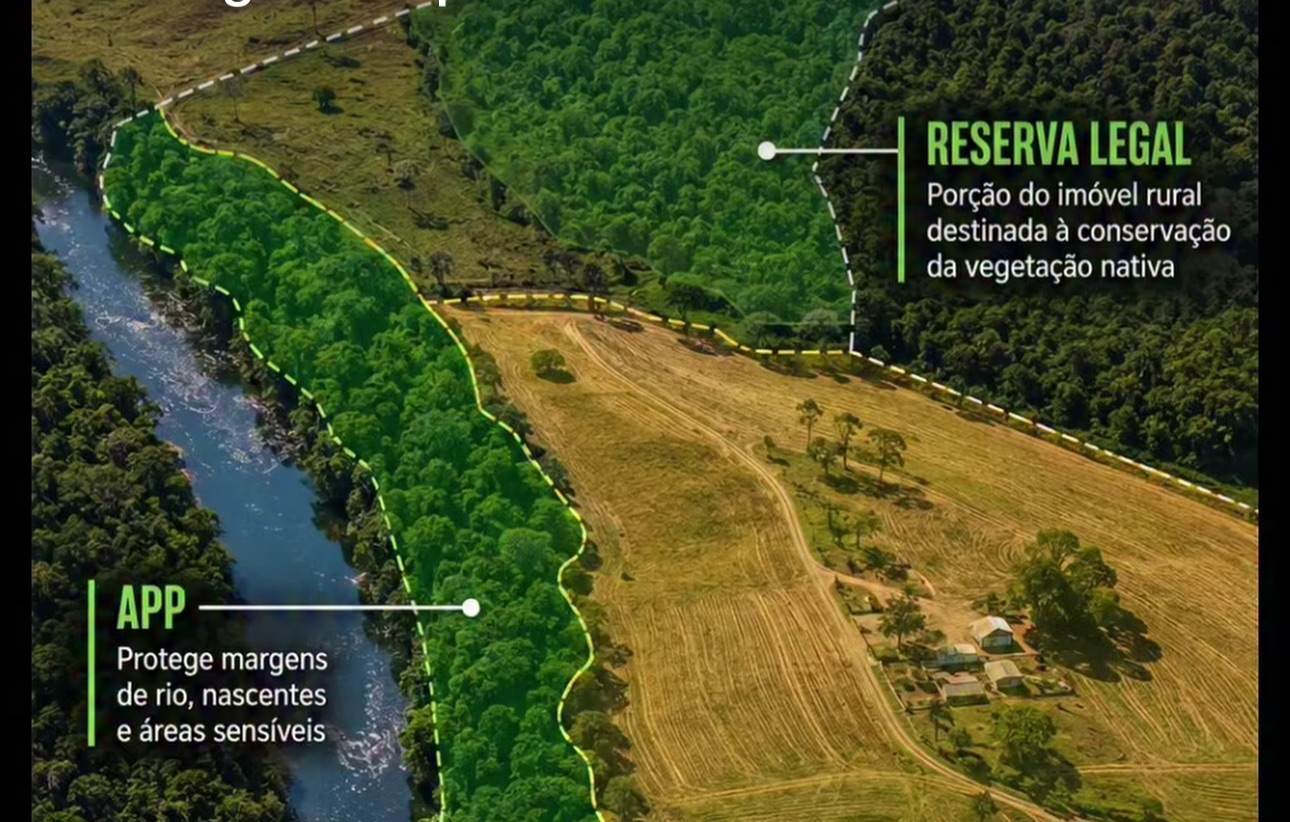 RESERVA LEGAL
Porção do imóvel rural
destinada à conservação
da vegetação nativa
APP
Protege margens
de rio, nascentes
e áreas sensíveis